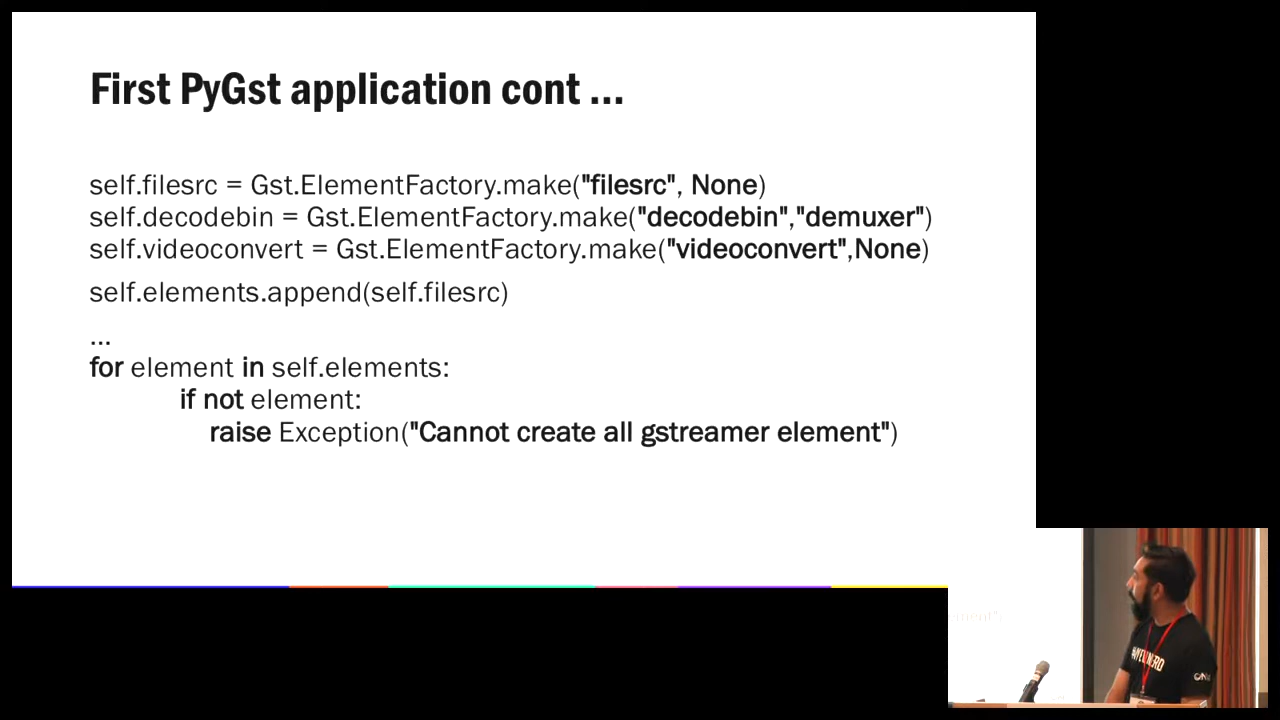 First PyGst application cont ...
self.filesrc = Gst.ElementFactory.make("filesrc", None)
self.decodebin = Gst.ElementFactory.make("decodebin","demuxer")
self.videoconvert = Gst.ElementFactory.make("videoconvert",None)
self.elements.append(self.filesrc)
...
for element in self.elements:
if not element:
raise Exception("Cannot create all gstreamer element")